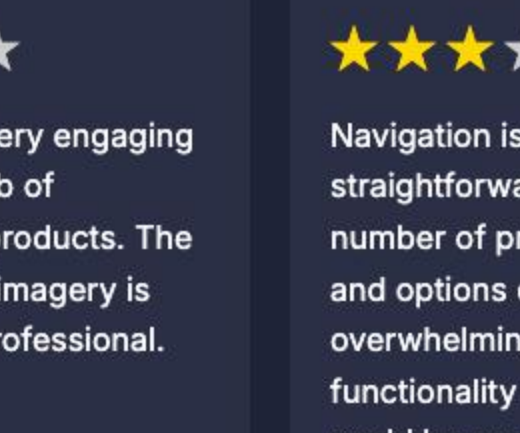 ery engaging
b of
roducts. The
imagery is
rofessional.
Navigation is
straightforwa
number of pr
and options
overwhelmin
functionality